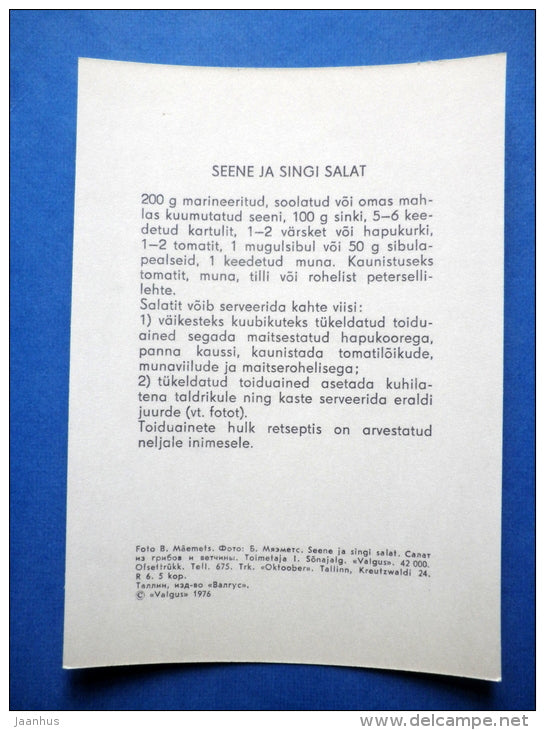 SEENE JA SINGI SALAT
200 g marineeritud, soolatud või omas mah-
las kuumutatud seeni, 100 g sinki, 5–6 kee-
detud kartulit, 1–2 värsket või hapukurki,
1–2 tomatit, 1 mugulsibul või 50 g sibula-
pealseid, 1 keedetud muna. Kaunistuseks
tomatit, muna, tilli või rohelist peterselli-
lehte.
Salatit võib serveerida kahte viisi:
1) väikesteks kuubikuteks tükeldatud toidu-
ained segada maitsestatud hapukoorega,
panna kaussi, kaunistada tomatilõikude,
munaviilude ja maitserohelisega;
2) tükeldatud toiduained asetada kuhila-
tena taldrikule ning kaste serveerida eraldi
juurde (vt. fotot).
Toiduainete hulk retseptis on arvestatud
neljale inimesele.
Foto B. Mäemets. Фото: Б. Мяэметс. Seene ja singi salat. Салат
из грибов и ветчины. Toimetaja I. Sõnajalg. «Valgus». 42 000.
Ofsettrükk. Tell. 675. Trk. «Oktoober». Tallinn, Kreutzwaldi 24.
R 6. 5 kop.
Таллин, изд-во «Валгус».
© «Valgus» 1976
jaanhus
delcampe.net